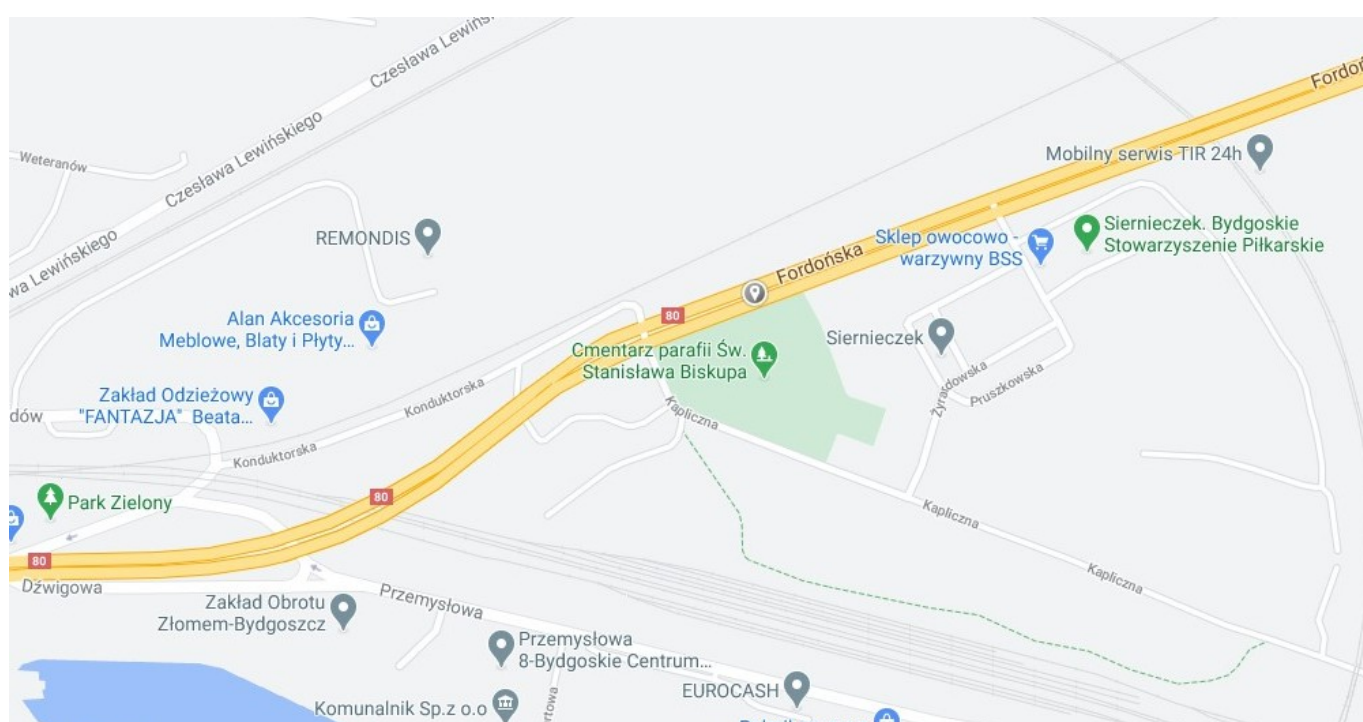 Czesława Lewińskiego
Fordoń
Weteranów
Czesława Lewińskiego
Mobilny serwis TIR 24h
REMONDIS
wa Lewińskiego
Siernieczek. Bydgoskie
Stowarzyszenie Piłkarskie
Sklep owocowo -
warzywny BSS
Fordońska
80
Alan Akcesoria
Meblowe, Blaty i Płyty...
Siernieczek
Cmentarz parafii Św.
Stanisława Biskupa
Zakład Odzieżowy
"FANTAZJA" Beata...
dów
Konduktorska
Kapliczna
Żyrardowska
Pruszkowska
Konduktorska
80
Park Zielony
Kapliczna
80
Dźwigowa
Kapliczna
Przemysłowa
Zakład Obrotu
Złomem-Bydgoszcz
Przemysłowa
8-Bydgoskie Centrum...
EUROCASH
Komunalnik Sp.z o.o